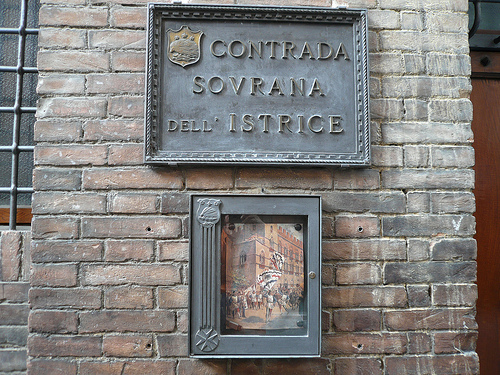 CONTRADA
SOVRANA
DELL' ISTRICE